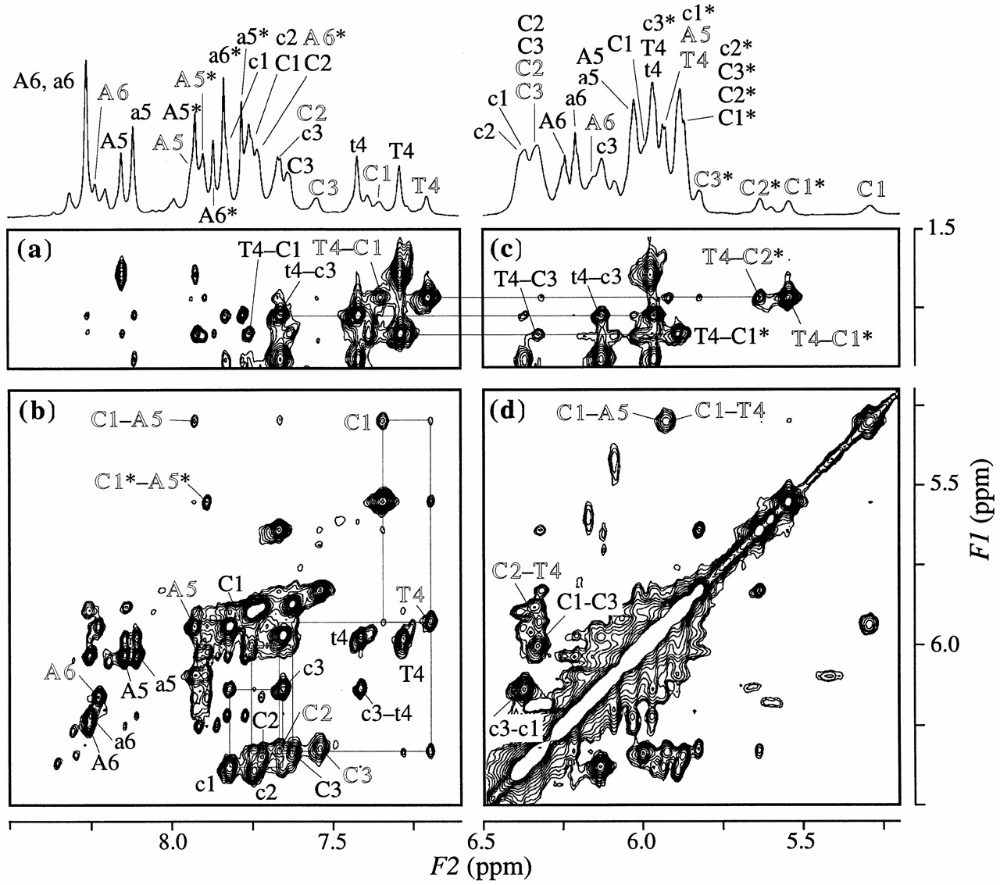 A6, a6
A6
A5
a5
A5
A5*
A5*
A6*
a6*
a5*
c1
c2
C1
A6*
C2
C2
c3
C3
C3
t4
C1
T4
T4
c2
c1
C2
C3
C2
C3
A6
a6
A5
a5
A6
c3
C1
c3*
T4
t4
c1*
A5
T4
c2*
C3*
C2*
C1*
C3*
C2*
C1*
C1
(a)
T4–C1
T4–C1
t4–c3
(c)
T4–C3
t4–c3
T4–C2*
T4–C1*
T4–C1*
1.5
(b)
C1–A5
C1
C1*–A5*
A5
C1
T4
t4
T4
A6
A5
a5
c3
c3–t4
a6
A6
C2
C2
c1
c2
C3
C3
(d)
C1–A5
C1–T4
C2–T4
C1-C3
c3-c1
5.5
6.0
F1 (ppm)
8.0
7.5
6.5
6.0
5.5
F2 (ppm)